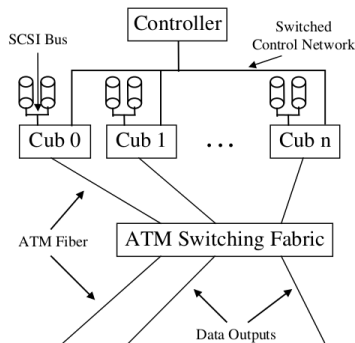 Controller
SCSI Bus
Switched
Control Network
Cub 0
Cub 1
...
Cub n
ATM Switching Fabric
ATM Fiber
Data Outputs